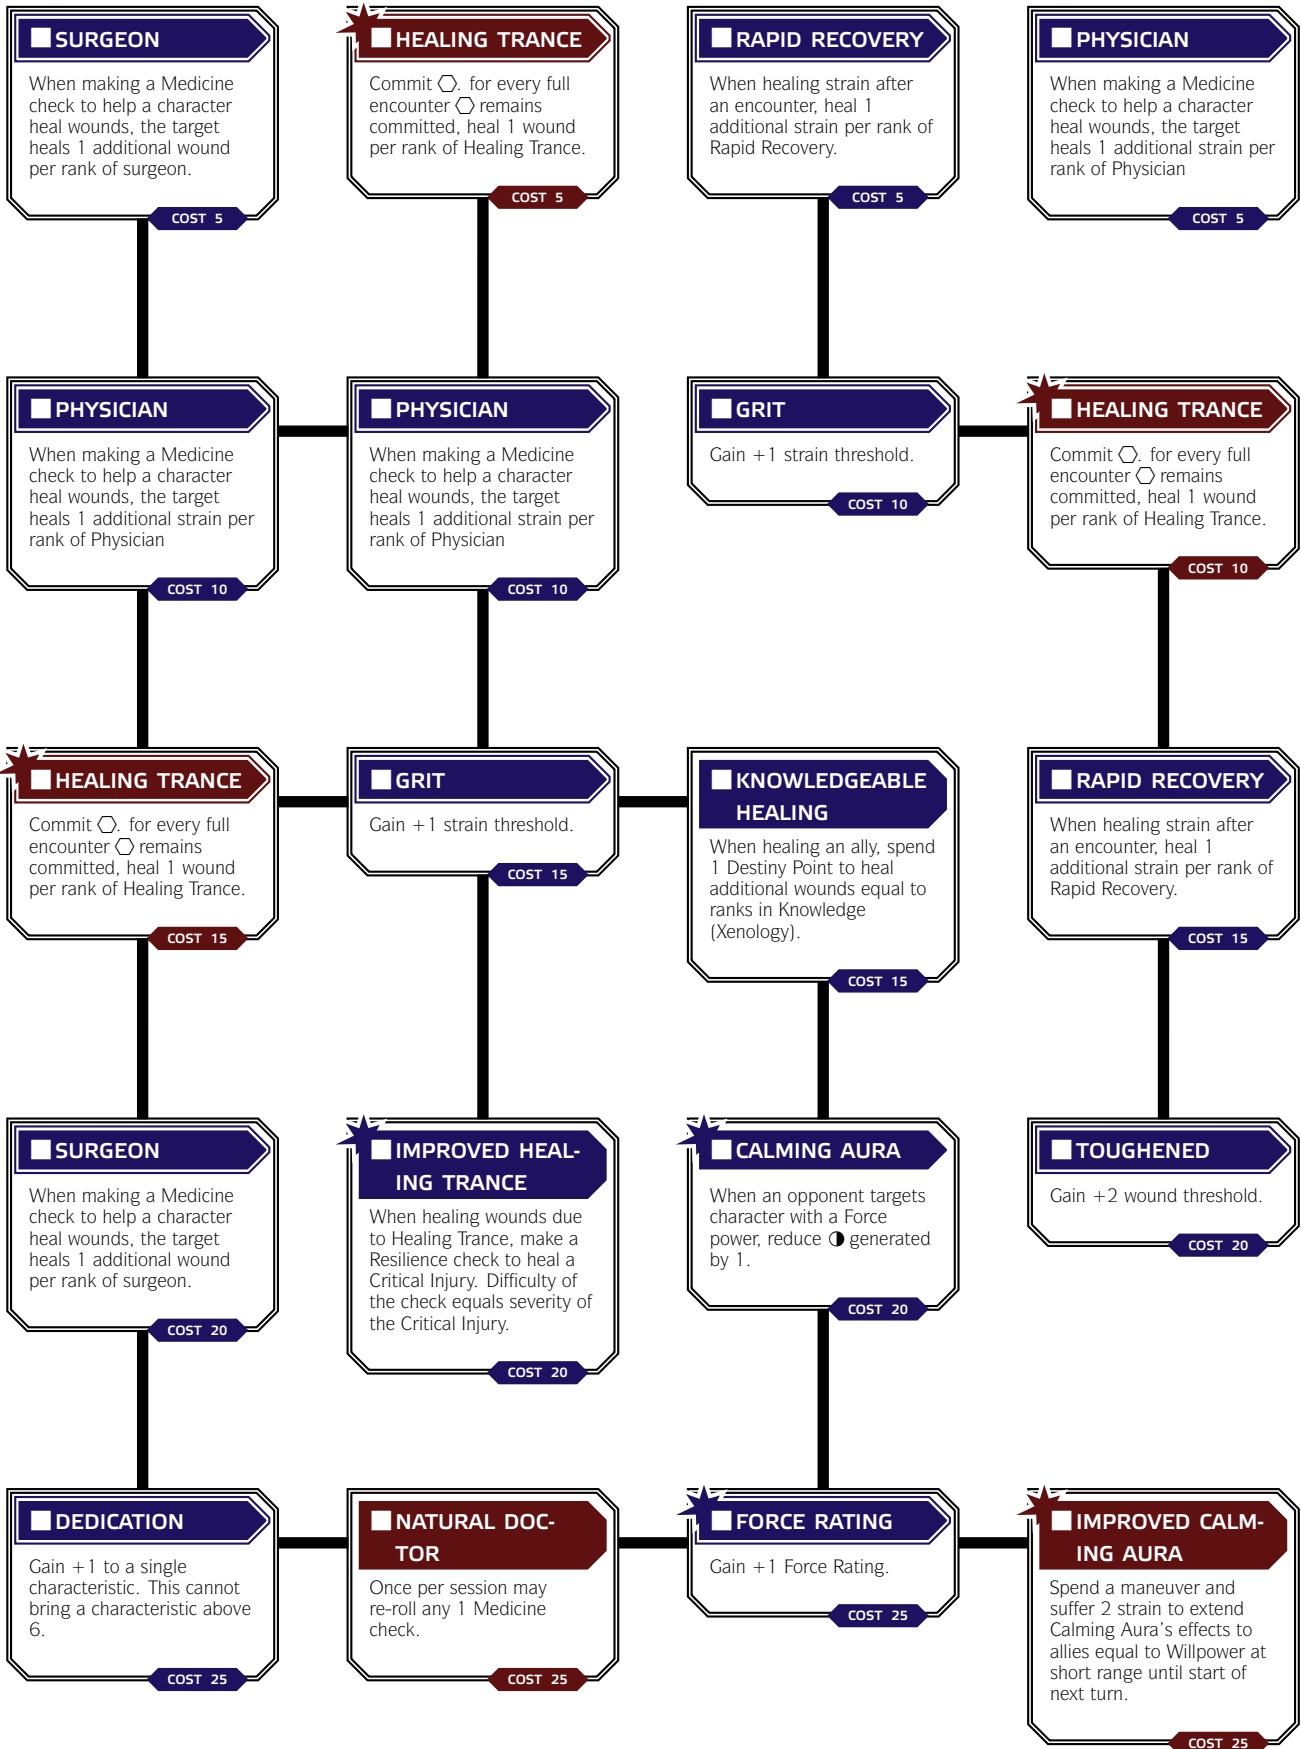 SURGEON
When making a Medicine
check to help a character
heal wounds, the target
heals 1 additional wound
per rank of surgeon.
COST 5
HEALING TRANCE
Commit ⬡. for every full
encounter ⬡ remains
committed, heal 1 wound
per rank of Healing Trance.
COST 5
RAPID RECOVERY
When healing strain after
an encounter, heal 1
additional strain per rank of
Rapid Recovery.
COST 5
PHYSICIAN
When making a Medicine
check to help a character
heal wounds, the target
heals 1 additional strain per
rank of Physician
COST 5
PHYSICIAN
When making a Medicine
check to help a character
heal wounds, the target
heals 1 additional strain per
rank of Physician
COST 10
PHYSICIAN
When making a Medicine
check to help a character
heal wounds, the target
heals 1 additional strain per
rank of Physician
COST 10
GRIT
Gain +1 strain threshold.
COST 10
HEALING TRANCE
Commit ⬡. for every full
encounter ⬡ remains
committed, heal 1 wound
per rank of Healing Trance.
COST 10
HEALING TRANCE
Commit ⬡. for every full
encounter ⬡ remains
committed, heal 1 wound
per rank of Healing Trance.
COST 15
GRIT
Gain +1 strain threshold.
COST 15
KNOWLEDGEABLE
HEALING
When healing an ally, spend
1 Destiny Point to heal
additional wounds equal to
ranks in Knowledge
(Xenology).
COST 15
RAPID RECOVERY
When healing strain after
an encounter, heal 1
additional strain per rank of
Rapid Recovery.
COST 15
SURGEON
When making a Medicine
check to help a character
heal wounds, the target
heals 1 additional wound
per rank of surgeon.
COST 20
IMPROVED HEAL-
ING TRANCE
When healing wounds due
to Healing Trance, make a
Resilience check to heal a
Critical Injury. Difficulty of
the check equals severity of
the Critical Injury.
COST 20
CALMING AURA
When an opponent targets
character with a Force
power, reduce ◑ generated
by 1.
COST 20
TOUGHENED
Gain +2 wound threshold.
COST 20
DEDICATION
Gain +1 to a single
characteristic. This cannot
bring a characteristic above
6.
COST 25
NATURAL DOC-
TOR
Once per session may
re-roll any 1 Medicine
check.
COST 25
FORCE RATING
Gain +1 Force Rating.
COST 25
IMPROVED CALM-
ING AURA
Spend a maneuver and
suffer 2 strain to extend
Calming Aura's effects to
allies equal to Willpower at
short range until start of
next turn.
COST 25